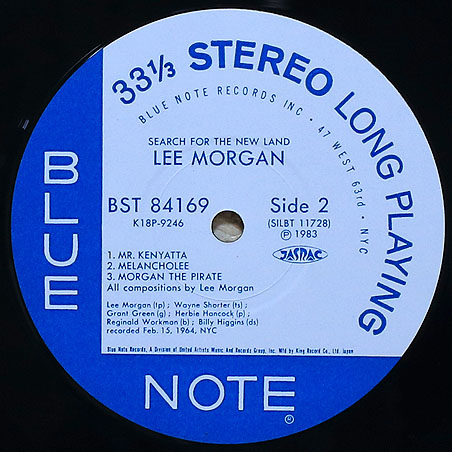 33⅓ STEREO LONG PLAYING
BLUE NOTE RECORDS INC • 47 WEST 63rd • NYC
SEARCH FOR THE NEW LAND
LEE MORGAN
BST 84169
K18P-9246
Side 2
(SILBT 11728)
Ⓟ 1983
JASRAC
1. MR. KENYATTA
2. MELANCHOLEE
3. MORGAN THE PIRATE
All compositions by Lee Morgan
Lee Morgan(tp) ; Wayne Shorter(ts) ;
Grant Green(g) ; Herbie Hancock(p) ;
Reginald Workman(b) ; Billy Higgins(ds)
recorded Feb. 15, 1964, NYC
Blue Note Records, A Division of United Artists Music And Records Group, Inc. Mfd by King Record Co., Ltd. Japan
BLUE
NOTE